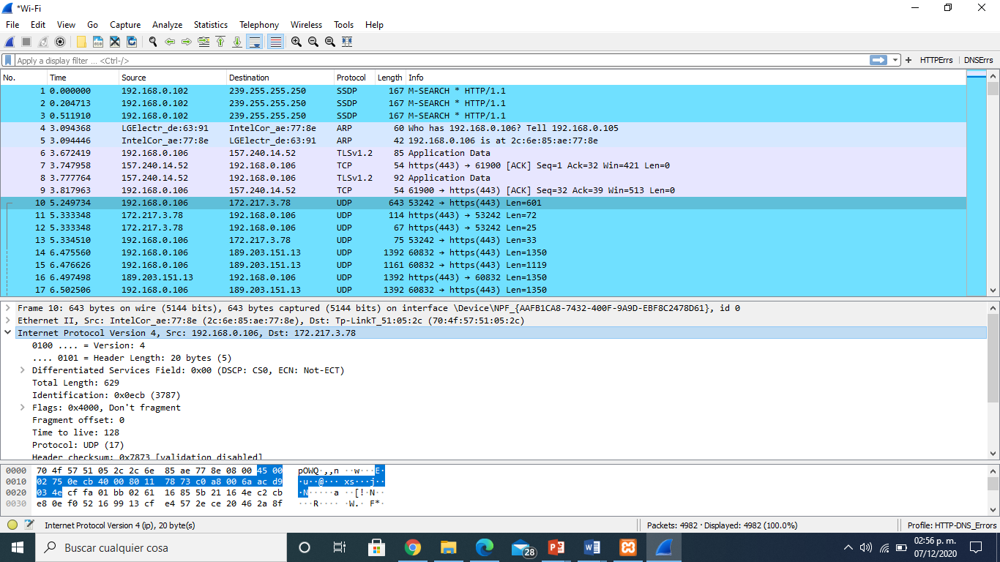 *Wi-Fi
File Edit View Go Capture Analyze Statistics Telephony Wireless Tools Help
Apply a display filter ... <Ctrl-/>
HTTPErrs DNSErrs
No. Time Source Destination Protocol Length Info
1 0.000000 192.168.0.102 239.255.255.250 SSDP 167 M-SEARCH * HTTP/1.1
2 0.204713 192.168.0.102 239.255.255.250 SSDP 167 M-SEARCH * HTTP/1.1
3 0.511910 192.168.0.102 239.255.255.250 SSDP 167 M-SEARCH * HTTP/1.1
4 3.094368 LGElectr_de:63:91 IntelCor_ae:77:8e ARP 60 Who has 192.168.0.106? Tell 192.168.0.105
5 3.094446 IntelCor_ae:77:8e LGElectr_de:63:91 ARP 42 192.168.0.106 is at 2c:6e:85:ae:77:8e
6 3.672419 192.168.0.106 157.240.14.52 TLSv1.2 85 Application Data
7 3.747958 157.240.14.52 192.168.0.106 TCP 54 https(443) → 61900 [ACK] Seq=1 Ack=32 Win=421 Len=0
8 3.777764 157.240.14.52 192.168.0.106 TLSv1.2 92 Application Data
9 3.817963 192.168.0.106 157.240.14.52 TCP 54 61900 → https(443) [ACK] Seq=32 Ack=39 Win=513 Len=0
10 5.249734 192.168.0.106 172.217.3.78 UDP 643 53242 → https(443) Len=601
11 5.333348 172.217.3.78 192.168.0.106 UDP 114 https(443) → 53242 Len=72
12 5.333348 172.217.3.78 192.168.0.106 UDP 67 https(443) → 53242 Len=25
13 5.334510 192.168.0.106 172.217.3.78 UDP 75 53242 → https(443) Len=33
14 6.475560 192.168.0.106 189.203.151.13 UDP 1392 60832 → https(443) Len=1350
15 6.476626 192.168.0.106 189.203.151.13 UDP 1161 60832 → https(443) Len=1119
16 6.497498 189.203.151.13 192.168.0.106 UDP 1392 https(443) → 60832 Len=1350
17 6.502506 192.168.0.106 189.203.151.13 UDP 1392 60832 → https(443) Len=1350
Frame 10: 643 bytes on wire (5144 bits), 643 bytes captured (5144 bits) on interface \Device\NPF_{AAFB1CA8-7432-400F-9A9D-EBF8C2478D61}, id 0
Ethernet II, Src: IntelCor_ae:77:8e (2c:6e:85:ae:77:8e), Dst: Tp-LinkT_51:05:2c (70:4f:57:51:05:2c)
Internet Protocol Version 4, Src: 192.168.0.106, Dst: 172.217.3.78
0100 .... = Version: 4
.... 0101 = Header Length: 20 bytes (5)
Differentiated Services Field: 0x00 (DSCP: CS0, ECN: Not-ECT)
Total Length: 629
Identification: 0x0ecb (3787)
Flags: 0x4000, Don't fragment
Fragment offset: 0
Time to live: 128
Protocol: UDP (17)
Header checksum: 0x7873 [validation disabled]
0000 70 4f 57 51 05 2c 2c 6e 85 ae 77 8e 08 00 45 00 pOWQ·,,n ··w···E·
0010 02 75 0e cb 40 00 80 11 78 73 c0 a8 00 6a ac d9 ·u··@··· xs···j··
0020 03 4e cf fa 01 bb 02 61 16 85 5b 21 16 4e c2 cb ·N·····a ··[!·N··
0030 e8 0e f0 52 16 99 13 cf e4 57 2e ce 20 46 2a 8f ···R···· ·W.· F*·
Internet Protocol Version 4 (ip), 20 byte(s)
Packets: 4982 · Displayed: 4982 (100.0%)
Profile: HTTP-DNS_Errors
Buscar cualquier cosa
28
02:56 p. m.
07/12/2020